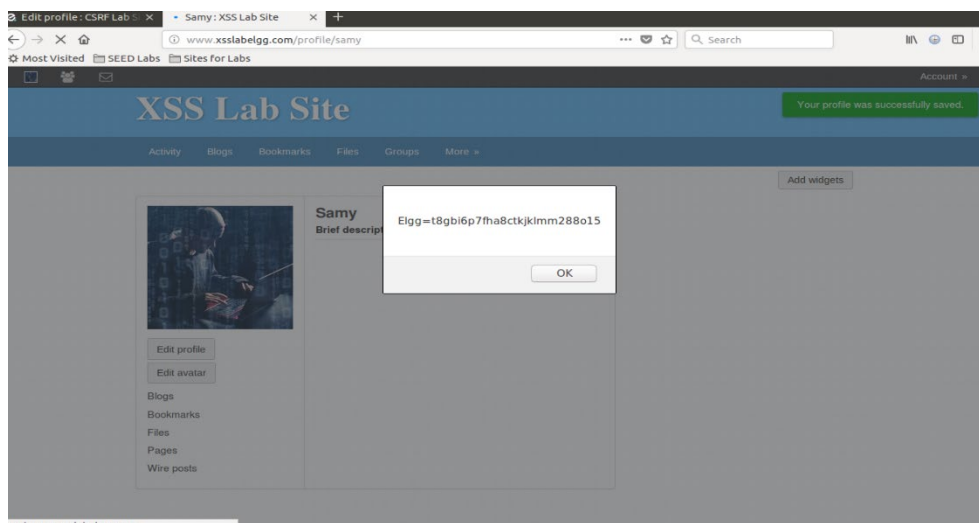 Edit profile : CSRF Lab S
Samy : XSS Lab Site
www.xsslabelgg.com/profile/samy
Search
Most Visited
SEED Labs
Sites for Labs
Account »
XSS Lab Site
Your profile was successfully saved.
Activity
Blogs
Bookmarks
Files
Groups
More »
Add widgets
Samy
Brief descript
Elgg=t8gbi6p7fha8ctkjklmm288o15
OK
Edit profile
Edit avatar
Blogs
Bookmarks
Files
Pages
Wire posts